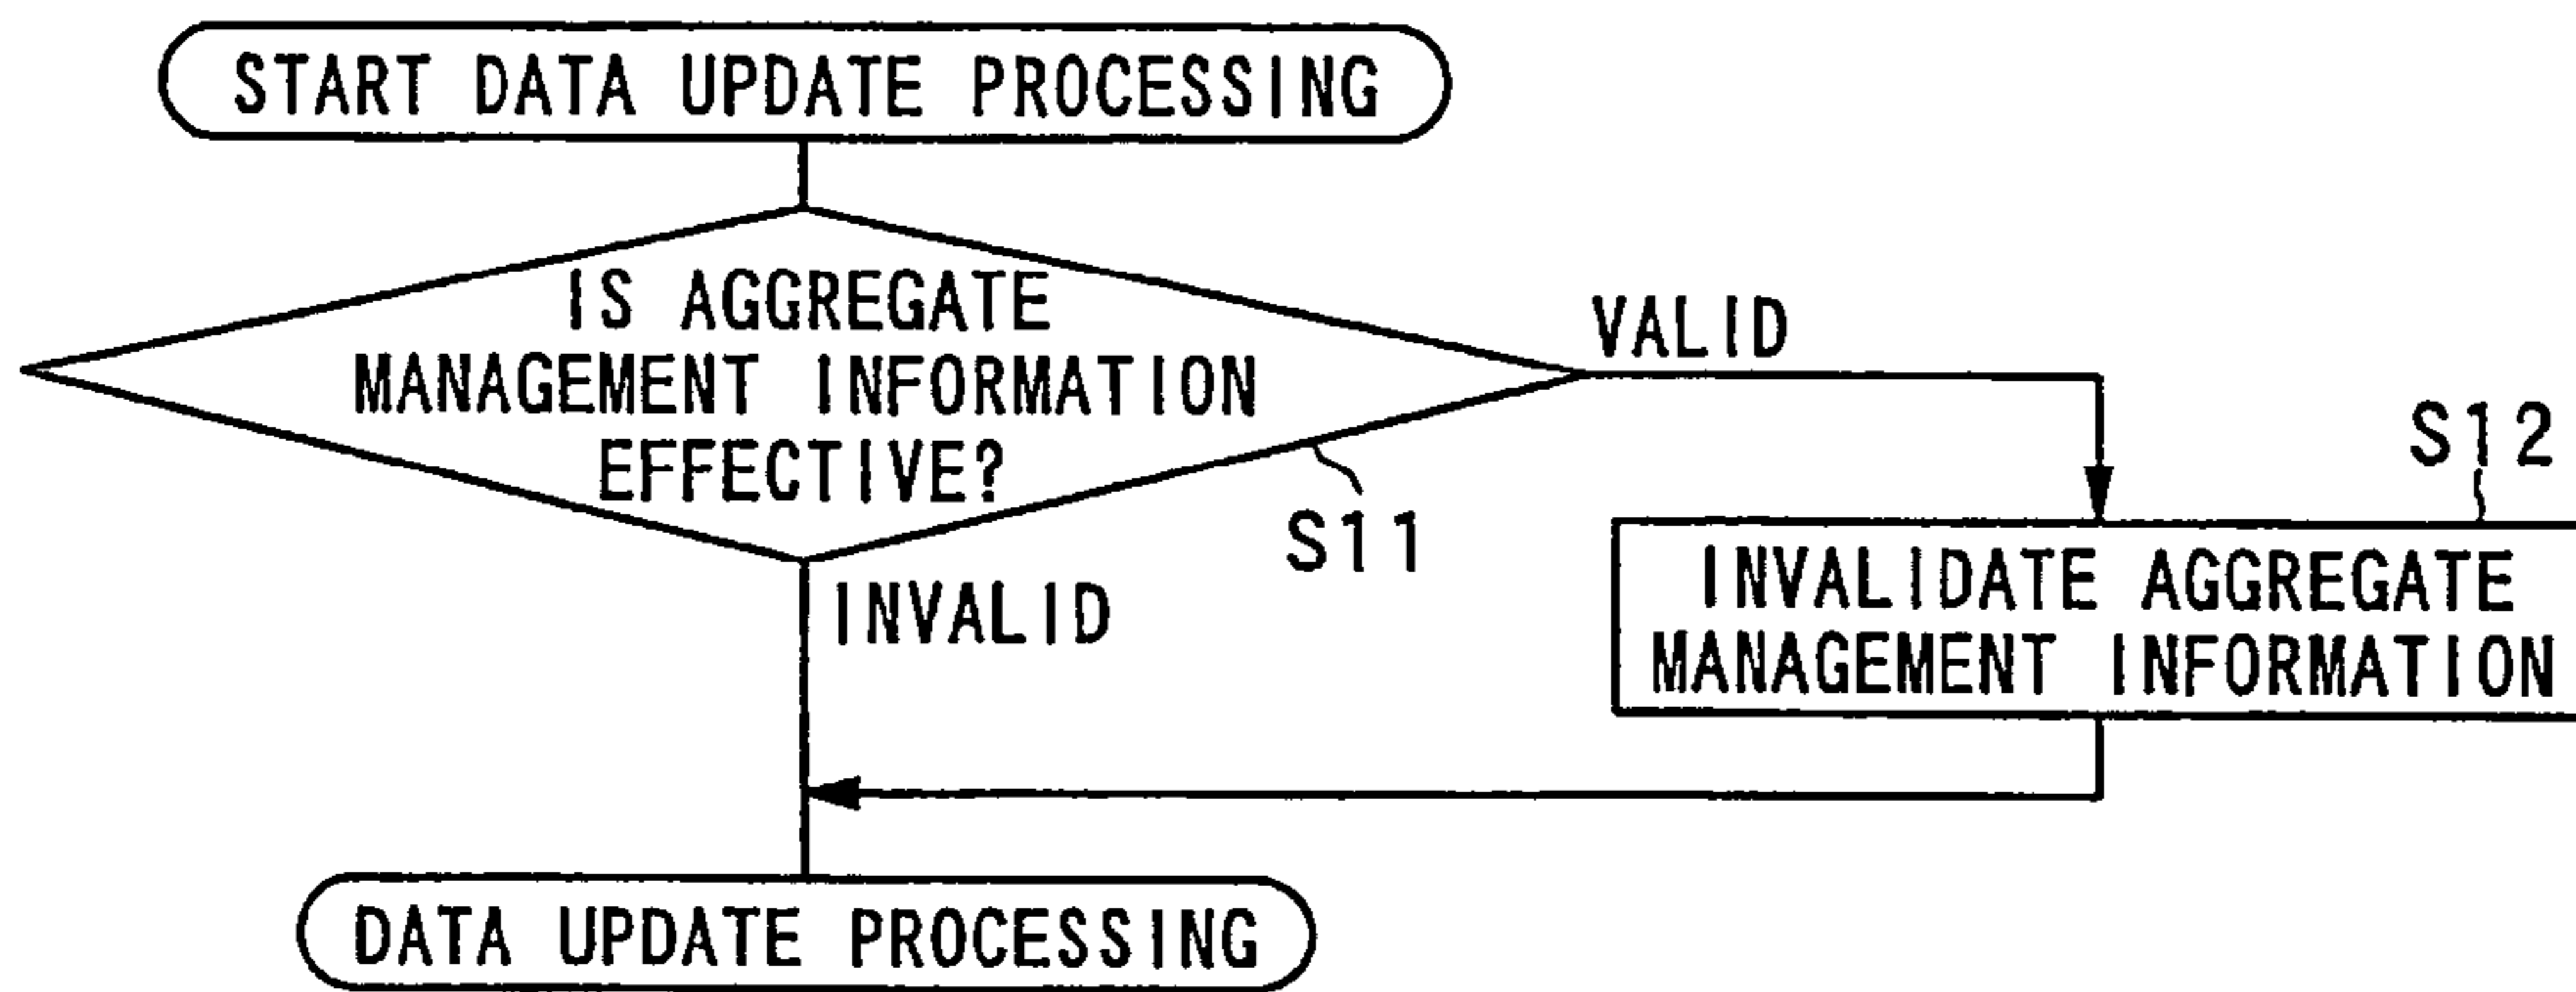 START DATA UPDATE PROCESSING
IS AGGREGATE
MANAGEMENT INFORMATION
EFFECTIVE?
VALID
S11
S12
INVALIDATE AGGREGATE
MANAGEMENT INFORMATION
INVALID
DATA UPDATE PROCESSING